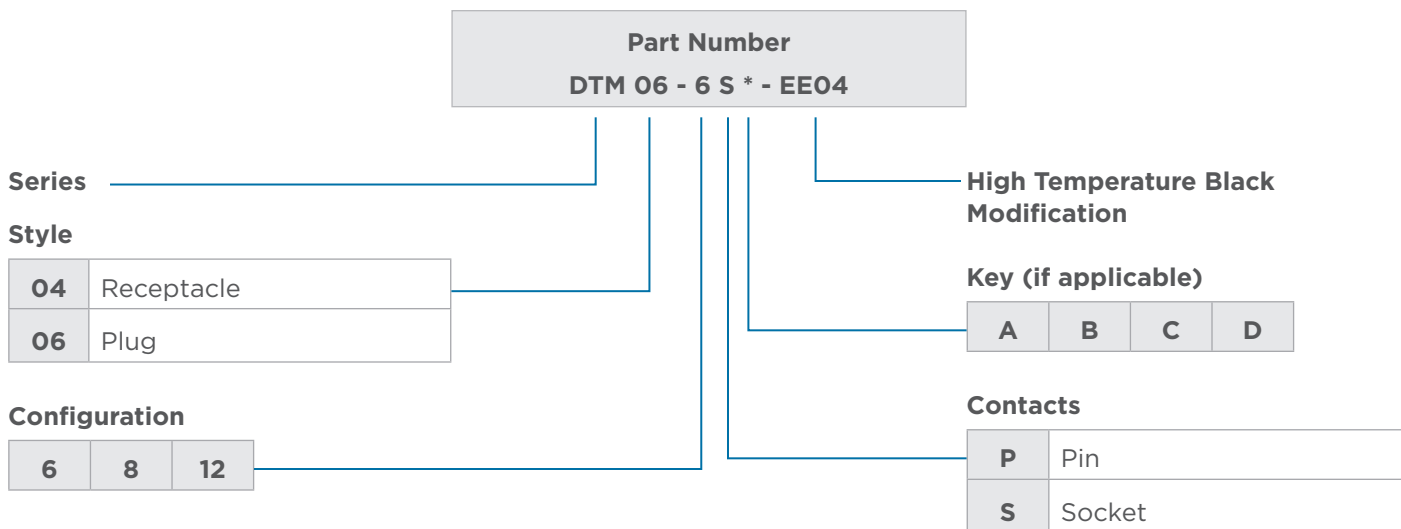 Part Number
DTM 06 - 6 S * - EE04
Series
Style
04 Receptacle
06 Plug
Configuration
6 8 12
High Temperature Black
Modification
Key (if applicable)
A B C D
Contacts
P Pin
S Socket